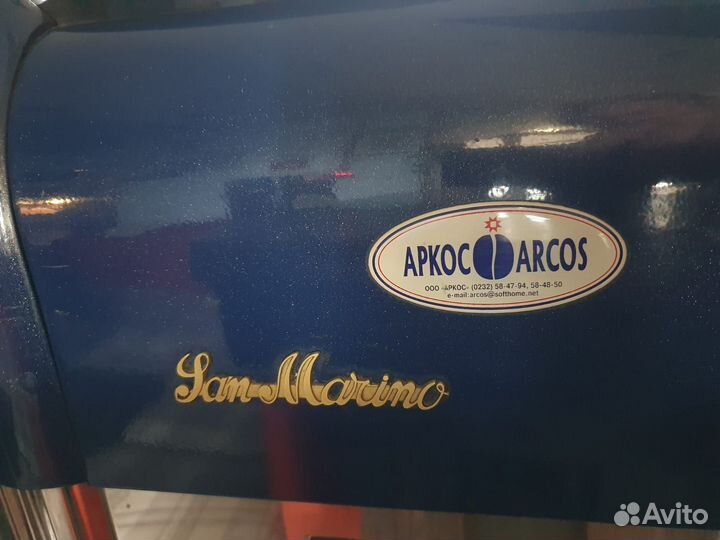 АРКОС ARCOS
ООО «АРКОС» (0232) 58-47-94, 58-48-50
e-mail:arcos@softhome.net
San Marino
Avito